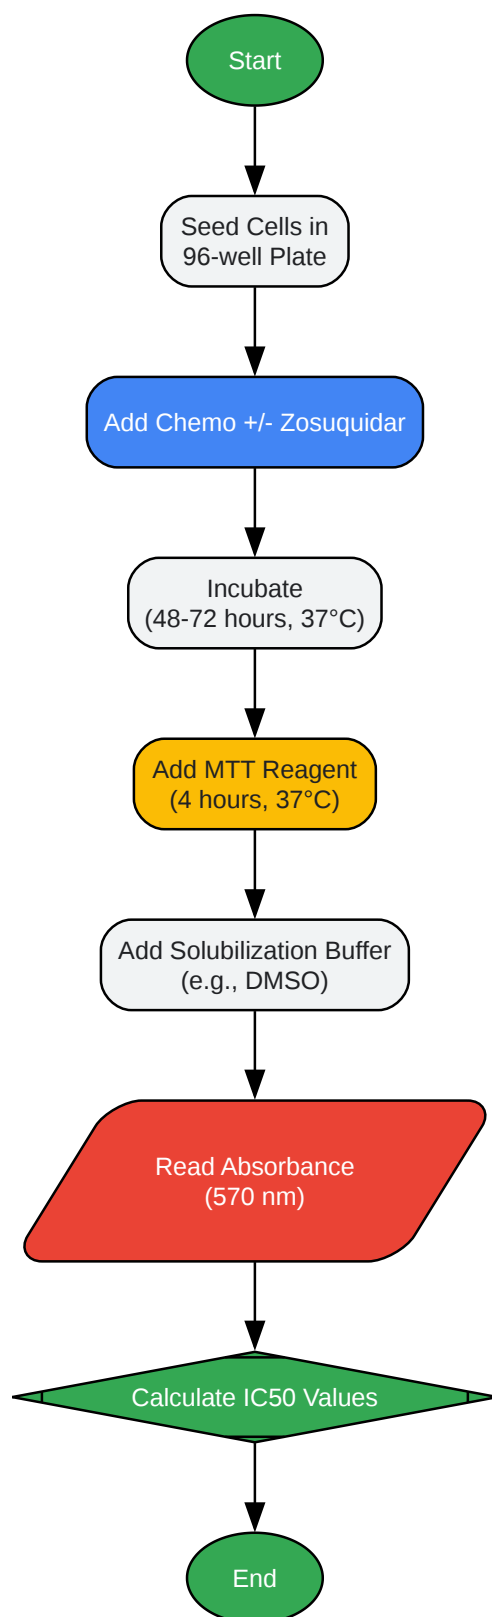 Start
Seed Cells in
96-well Plate
Add Chemo +/- Zosuquidar
Incubate
(48-72 hours, 37°C)
Add MTT Reagent
(4 hours, 37°C)
Add Solubilization Buffer
(e.g., DMSO)
Read Absorbance
(570 nm)
Calculate IC50 Values
End